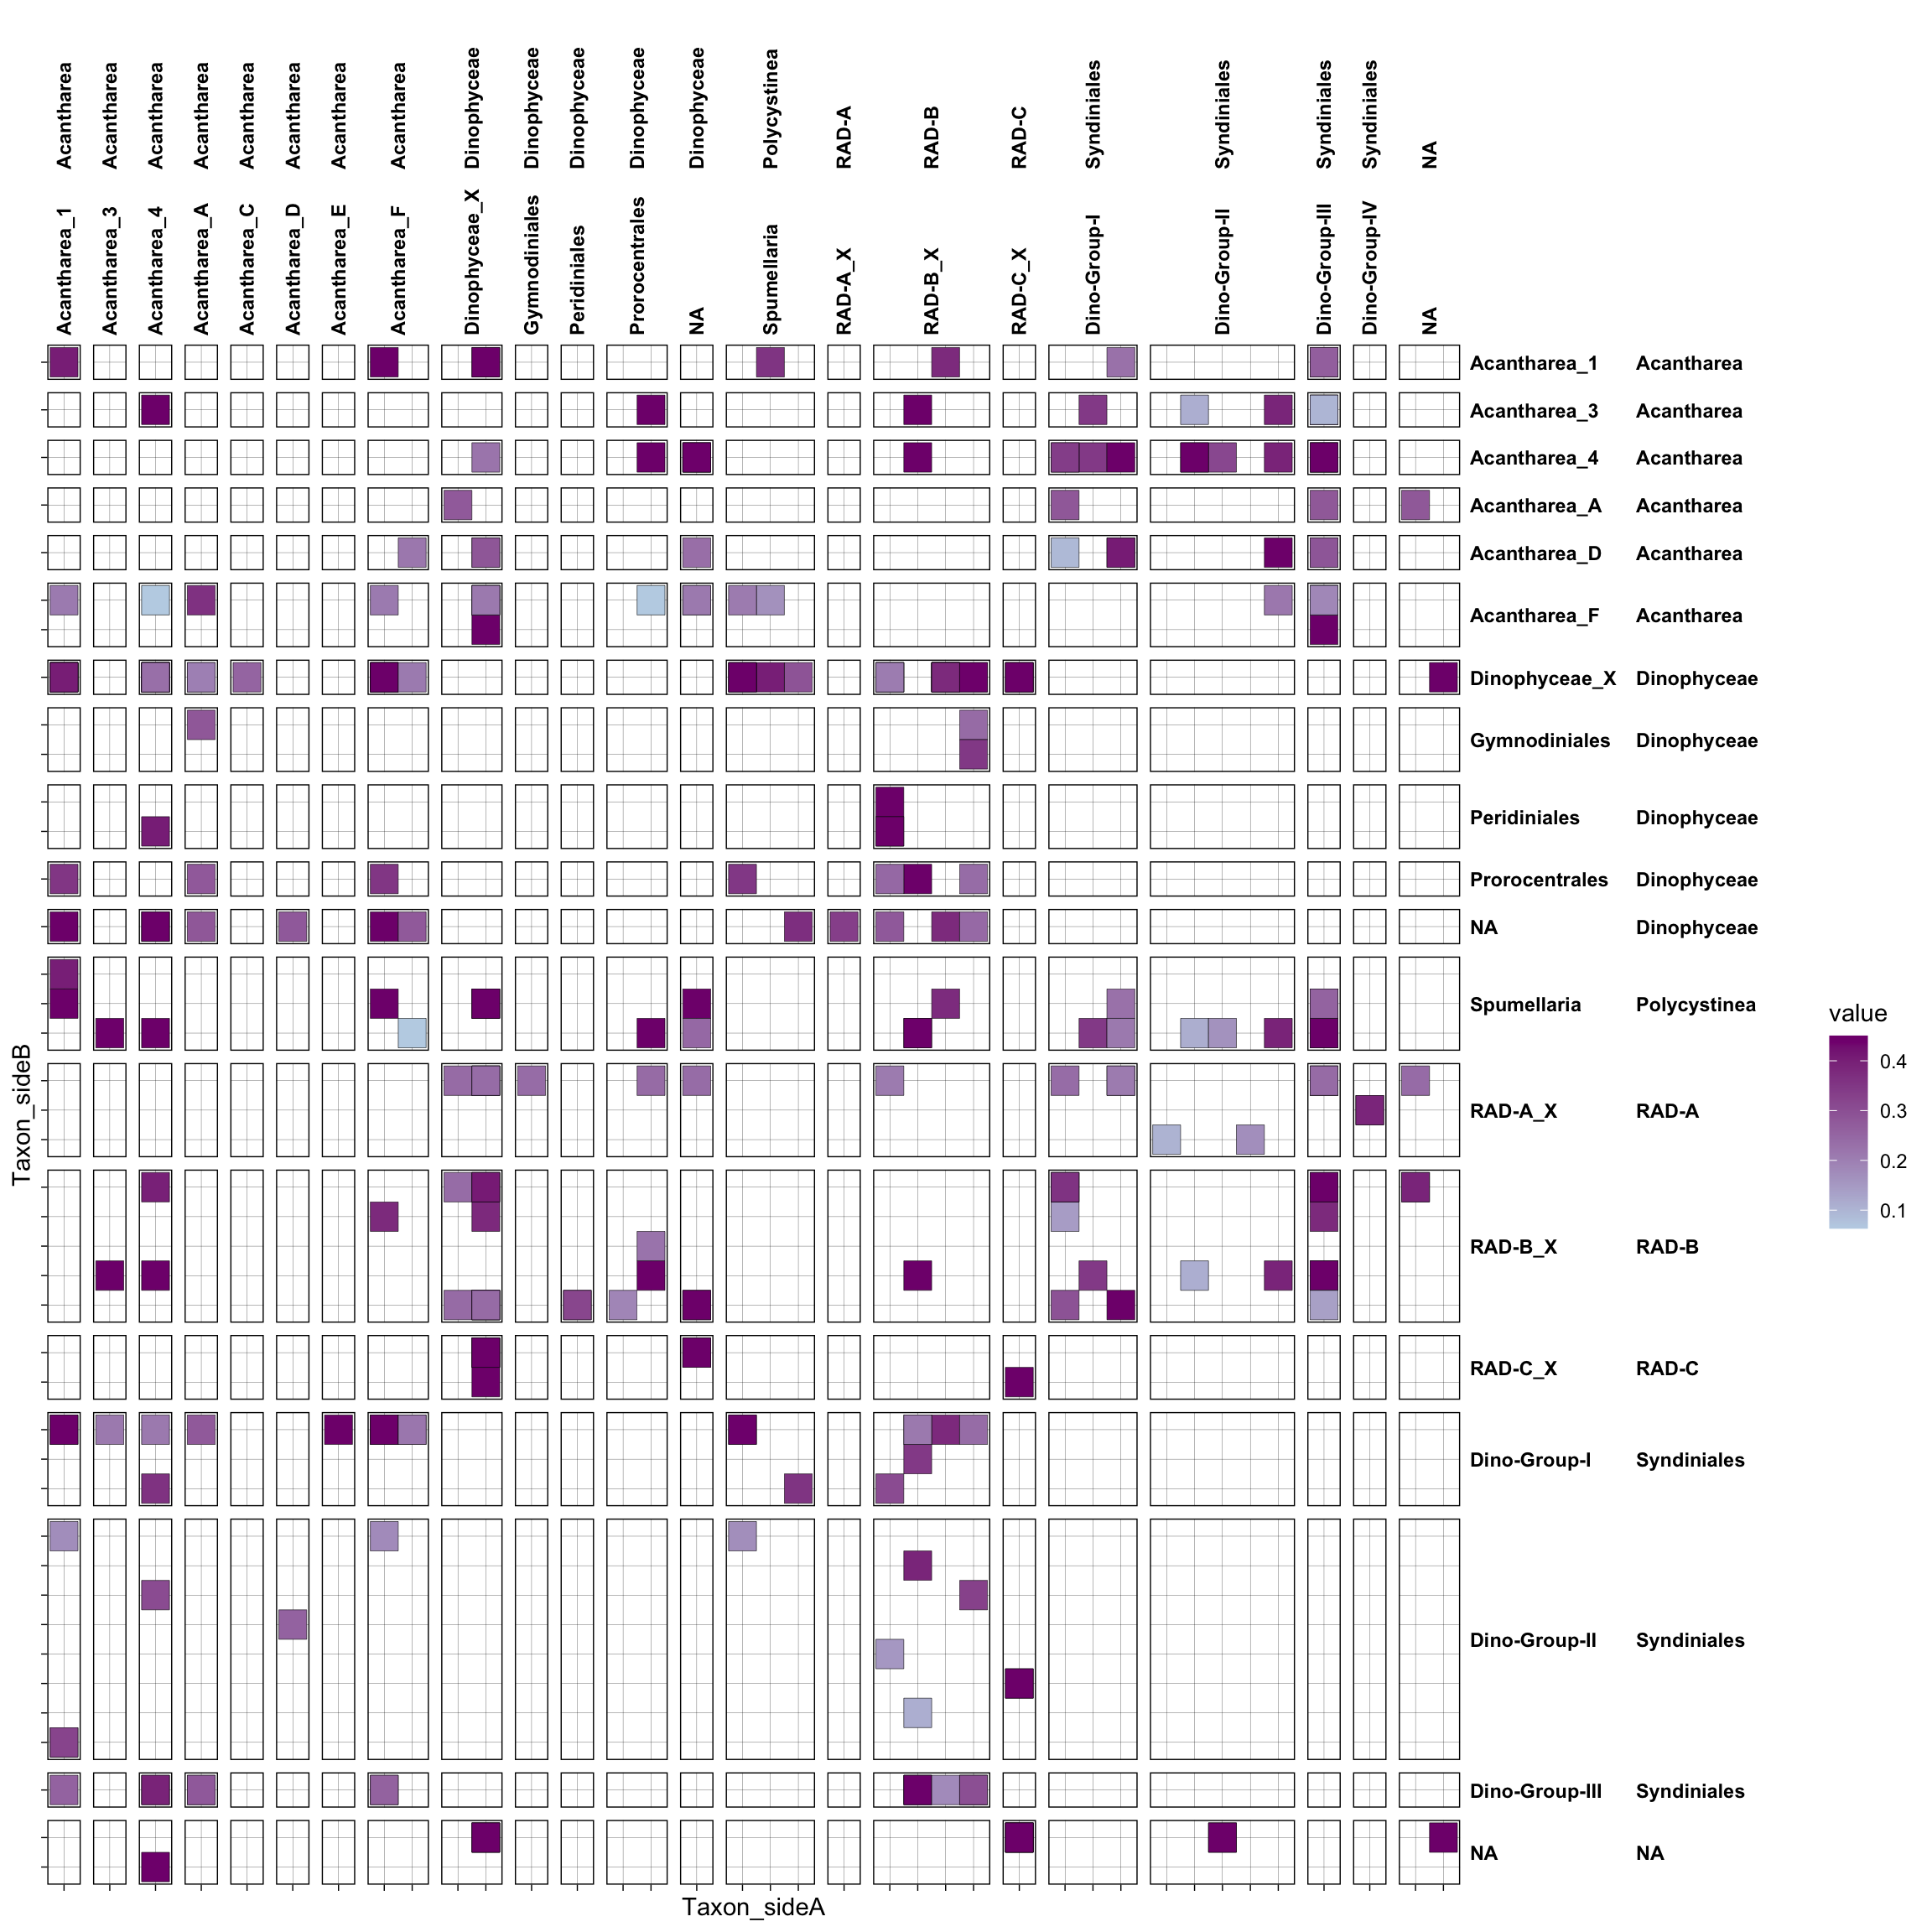 Acantharea Acantharea Acantharea Acantharea Acantharea Acantharea Acantharea Acantharea Dinophyceae Dinophyceae Dinophyceae Dinophyceae Dinophyceae Polycystinea RAD-A RAD-B RAD-C Syndiniales Syndiniales Syndiniales Syndiniales NA
Acantharea_1 Acantharea_3 Acantharea_4 Acantharea_A Acantharea_C Acantharea_D Acantharea_E Acantharea_F Dinophyceae_X Gymnodiniales Peridiniales Prorocentrales NA Spumellaria RAD-A_X RAD-B_X RAD-C_X Dino-Group-I Dino-Group-II Dino-Group-III Dino-Group-IV NA
Acantharea_1 Acantharea
Acantharea_3 Acantharea
Acantharea_4 Acantharea
Acantharea_A Acantharea
Acantharea_D Acantharea
Acantharea_F Acantharea
Dinophyceae_X Dinophyceae
Gymnodiniales Dinophyceae
Peridiniales Dinophyceae
Prorocentrales Dinophyceae
NA Dinophyceae
Spumellaria Polycystinea
RAD-A_X RAD-A
RAD-B_X RAD-B
RAD-C_X RAD-C
Dino-Group-I Syndiniales
Dino-Group-II Syndiniales
Dino-Group-III Syndiniales
NA NA
Taxon_sideB
Taxon_sideA
value
0.4
0.3
0.2
0.1